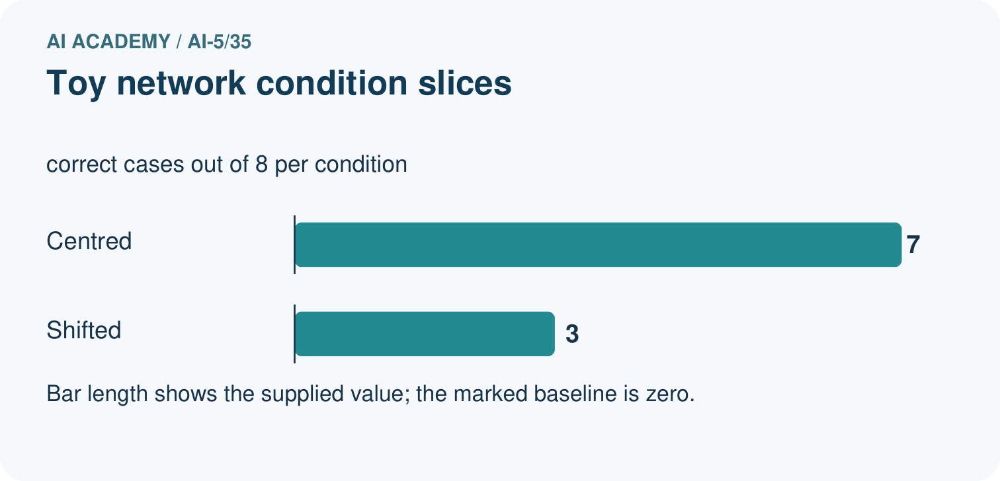 AI ACADEMY / AI-5/35
Toy network condition slices
correct cases out of 8 per condition
Centred
7
Shifted
3
Bar length shows the supplied value; the marked baseline is zero.